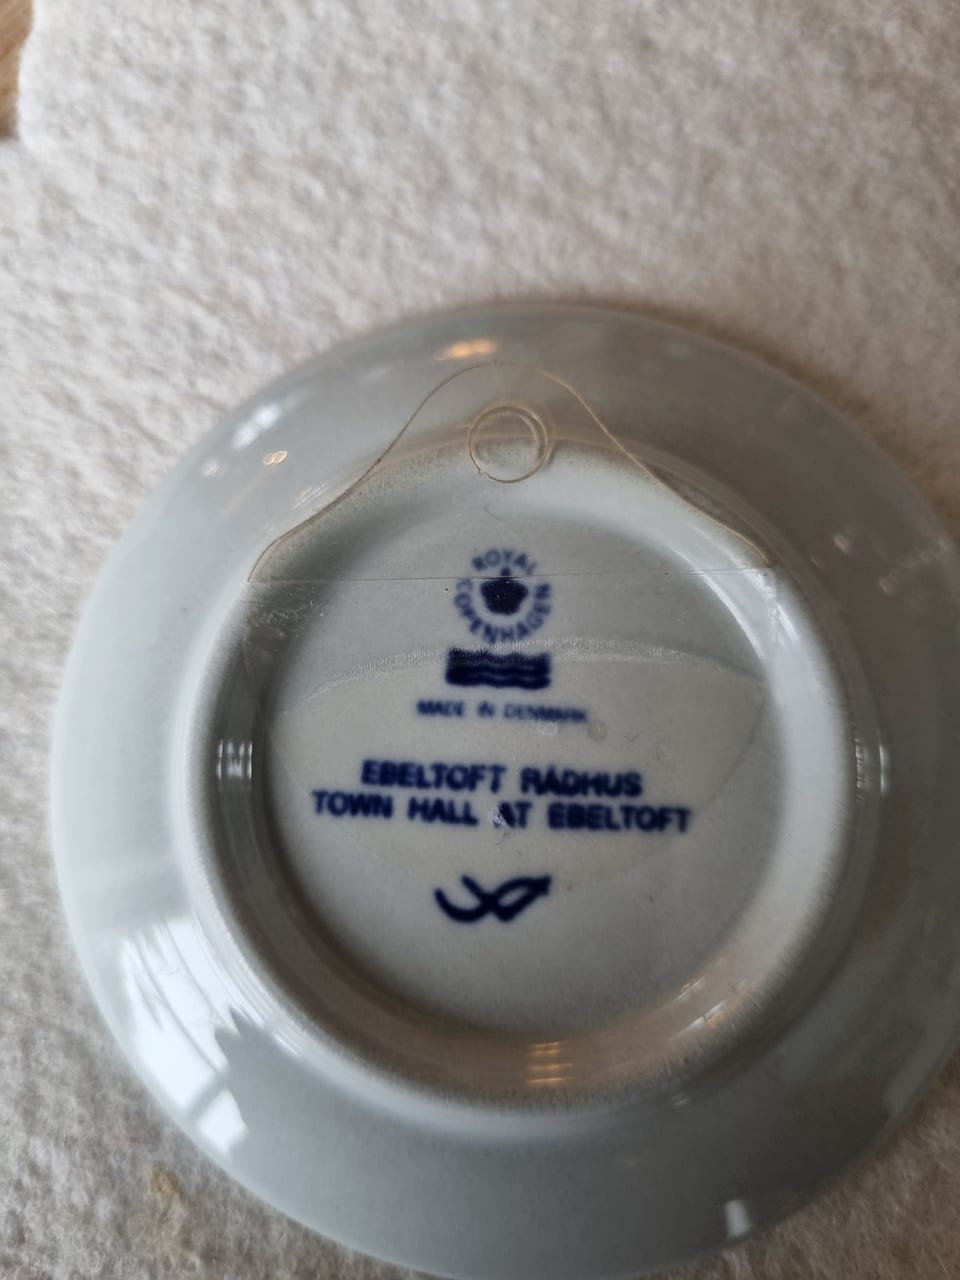 ROYAL COPENHAGEN
MADE IN DENMARK
EBELTOFT RÅDHUS
TOWN HALL AT EBELTOFT